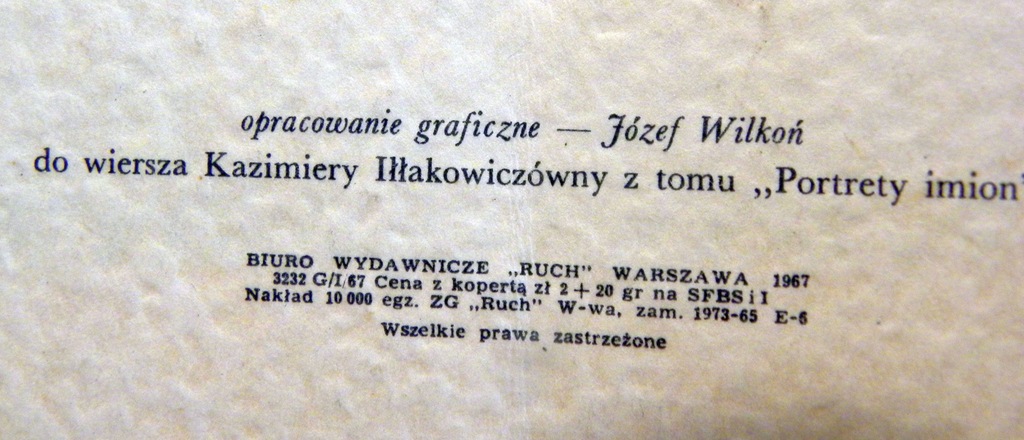 opracowanie graficzne — Józef Wilkoń
do wiersza Kazimiery Iłłakowiczówny z tomu ,,Portrety imion"
BIURO WYDAWNICZE „RUCH" WARSZAWA 1967
3232 G/I/67 Cena z kopertą zł 2 + 20 gr na SFBS i I
Nakład 10 000 egz. ZG „Ruch" W-wa, zam. 1973-65 E-6
Wszelkie prawa zastrzeżone